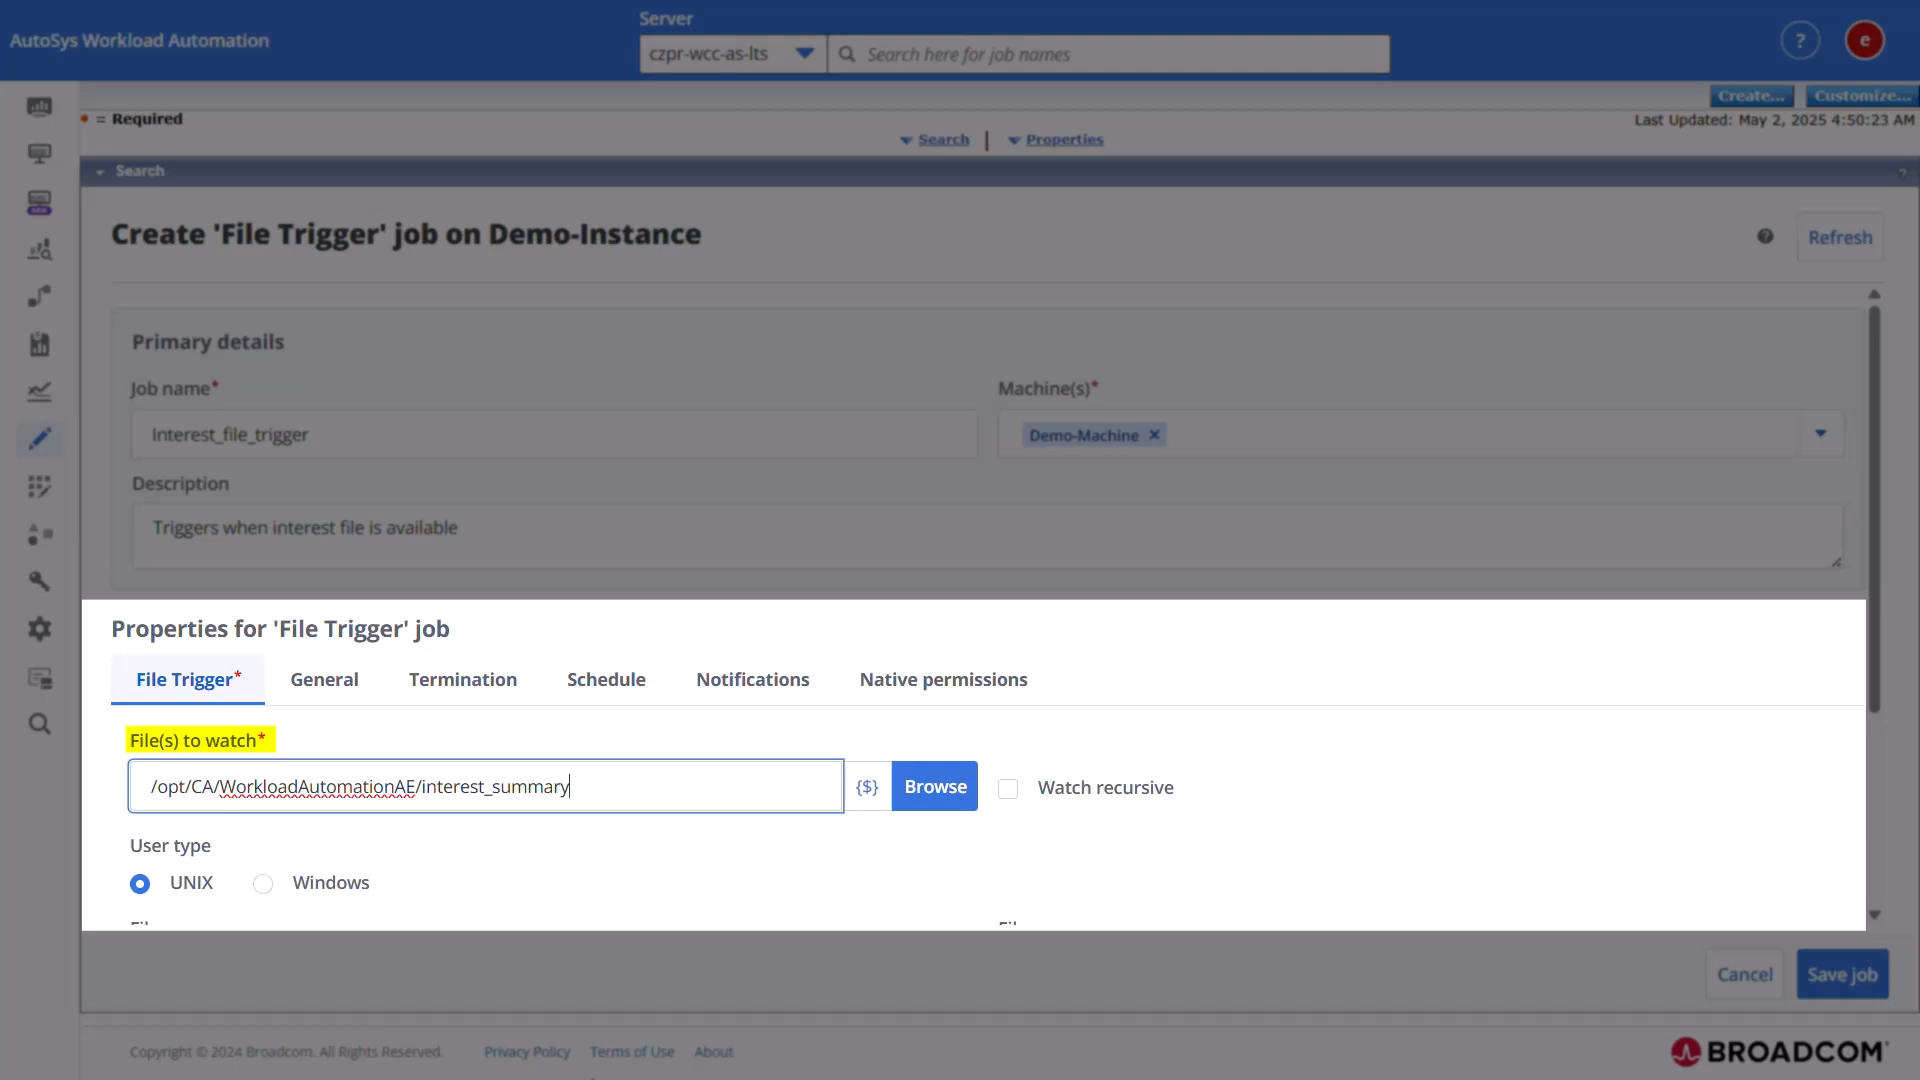 AutoSys Workload Automation
Server
czpr-wcc-as-lts
Search here for job names
?
e
Create...
Customize...
= Required
Last Updated: May 2, 2025 4:50:23 AM
Search | Properties
Search
?
Create 'File Trigger' job on Demo-Instance
?
Refresh
Primary details
Job name*
Machine(s)*
Interest_file_trigger
Demo-Machine ×
Description
Triggers when interest file is available
Properties for 'File Trigger' job
File Trigger*
General
Termination
Schedule
Notifications
Native permissions
File(s) to watch*
/opt/CA/WorkloadAutomationAE/interest_summary
{$}
Browse
Watch recursive
User type
UNIX
Windows
Cancel
Save job
Copyright © 2024 Broadcom. All Rights Reserved.
Privacy Policy
Terms of Use
About
BROADCOM